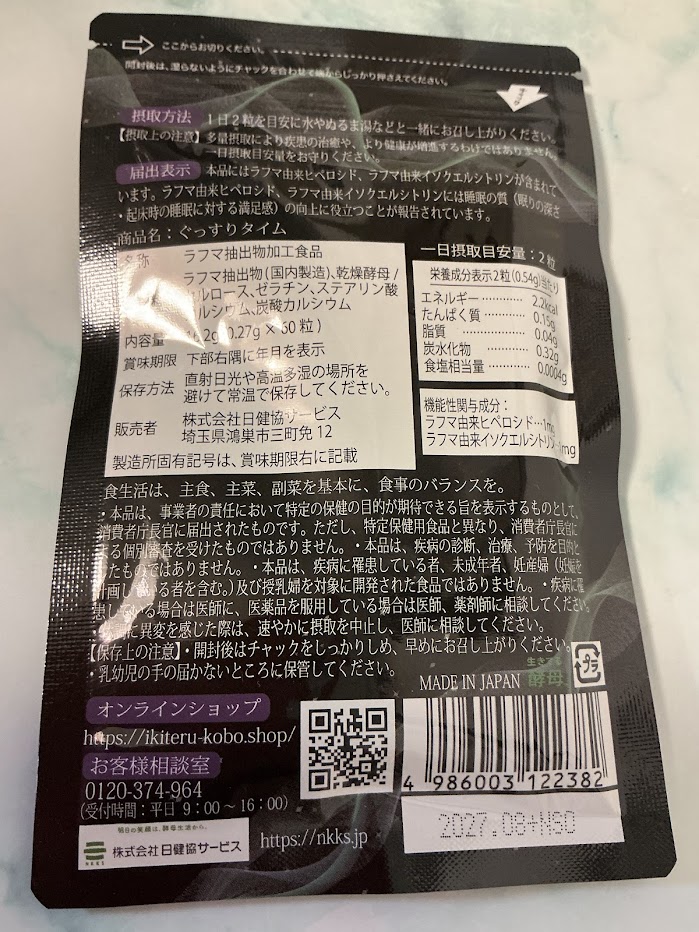 ここからお切りください。
開封後は、湿らないようにチャックを合わせて端からしっかり押さえてください。
摂取方法 1日2粒を目安に水やぬるま湯などと一緒にお召し上がりください。
【摂取上の注意】多量摂取により疾患の治癒や、より健康が増進するわけではありません。
一日摂取目安量をお守りください。
届出表示 本品にはラフマ由来ヒペロシド、ラフマ由来イソクエルシトリンが含まれて
います。ラフマ由来ヒペロシド、ラフマ由来イソクエルシトリンには睡眠の質(眠りの深さ
・起床時の睡眠に対する満足感)の向上に役立つことが報告されています。
商品名:ぐっすりタイム
名称 ラフマ抽出物加工食品
ラフマ抽出物(国内製造)、乾燥酵母/
ルロース、ゼラチン、ステアリン酸
ルシウム、炭酸カルシウム
内容量 2g(0.27g×60粒)
賞味期限 下部右隅に年月を表示
保存方法 直射日光や高温多湿の場所を
避けて常温で保存してください。
販売者 株式会社日健協サービス
埼玉県鴻巣市三町免12
製造所固有記号は、賞味期限右に記載
一日摂取目安量:2粒
栄養成分表示2粒(0.54g)当たり
エネルギー………… 2.2kcal
たんぱく質………… 0.15g
脂質 ………… 0.04g
炭水化物 ………… 0.32g
食塩相当量………… 0.0004g
機能性関与成分:
ラフマ由来ヒペロシド…1mg
ラフマ由来イソクエルシトリン mg
食生活は、主食、主菜、副菜を基本に、食事のバランスを。
・本品は、事業者の責任において特定の保健の目的が期待できる旨を表示するものとして、
消費者庁長官に届出されたものです。ただし、特定保健用食品と異なり、消費者庁長官に
よる個別審査を受けたものではありません。・本品は、疾病の診断、治療、予防を目的と
したものではありません。・本品は、疾病に罹患している者、未成年者、妊産婦(妊娠を
計画している者を含む。)及び授乳婦を対象に開発された食品ではありません。・疾病に罹
患している場合は医師に、医薬品を服用している場合は医師、薬剤師に相談してください。
・体調に異変を感じた際は、速やかに摂取を中止し、医師に相談してください。
【保存上の注意】・開封後はチャックをしっかりしめ、早めにお召し上がりください。
・乳幼児の手の届かないところに保管してください。
MADE IN JAPAN
生きてる
酵母
プラ
オンラインショップ
https://ikiteru-kobo.shop/
お客様相談室
0120-374-964
(受付時間:平日 9:00〜16:00)
明日の笑顔は、酵母生活から。
NKKS
株式会社 日健協サービス
https://nkks.jp
4 986003 122382
2027.08+H90